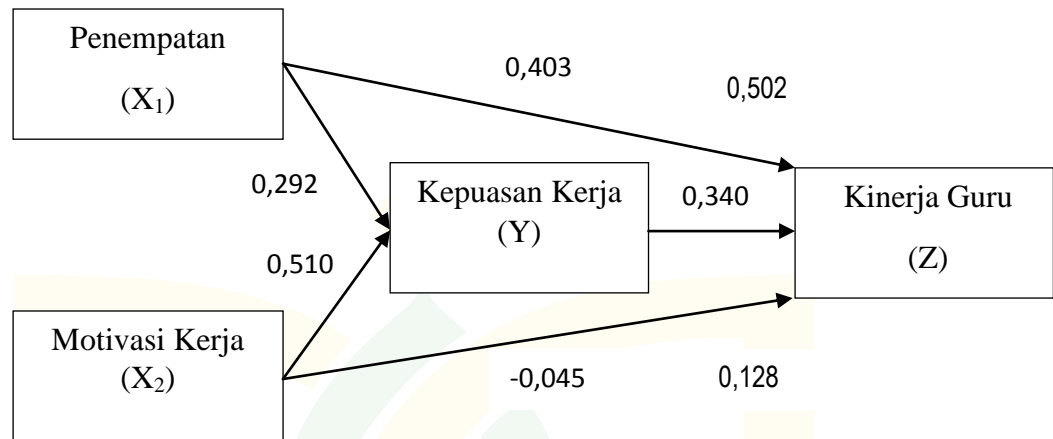 Penempatan
(X₁)
0,403
0,502
0,292
Kepuasan Kerja
(Y)
0,340
Kinerja Guru
(Z)
0,510
Motivasi Kerja
(X₂)
-0,045
0,128